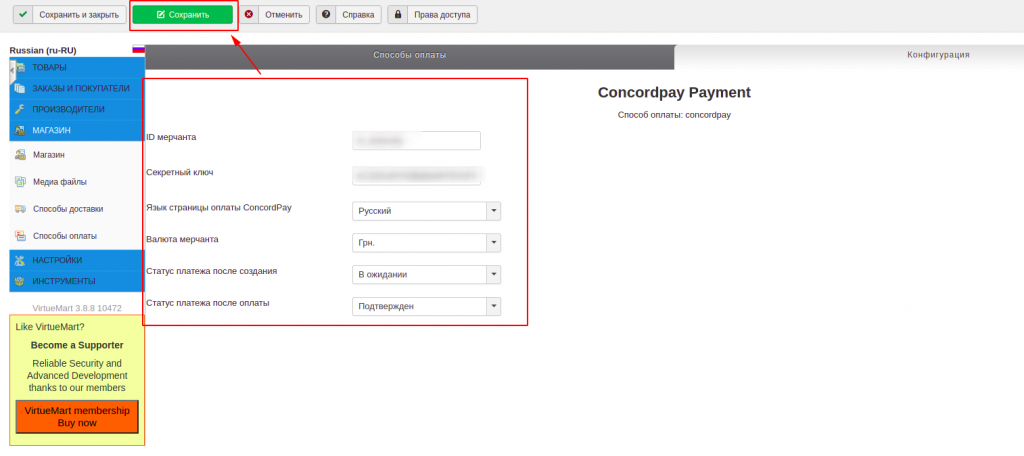 Сохранить и закрыть
Сохранить
Отменить
Справка
Права доступа
Russian (ru-RU)
ТОВАРЫ
ЗАКАЗЫ И ПОКУПАТЕЛИ
ПРОИЗВОДИТЕЛИ
МАГАЗИН
Магазин
Медиа файлы
Способы доставки
Способы оплаты
НАСТРОЙКИ
ИНСТРУМЕНТЫ
VirtueMart 3.8.8 10472
Like VirtueMart?
Become a Supporter
Reliable Security and
Advanced Development
thanks to our members
VirtueMart membership
Buy now
Способы оплаты
Конфигурация
Concordpay Payment
Способ оплаты: concordpay
ID мерчанта
Секретный ключ
Язык страницы оплаты ConcordPay
Русский
Валюта мерчанта
Грн.
Статус платежа после создания
В ожидании
Статус платежа после оплаты
Подтвержден